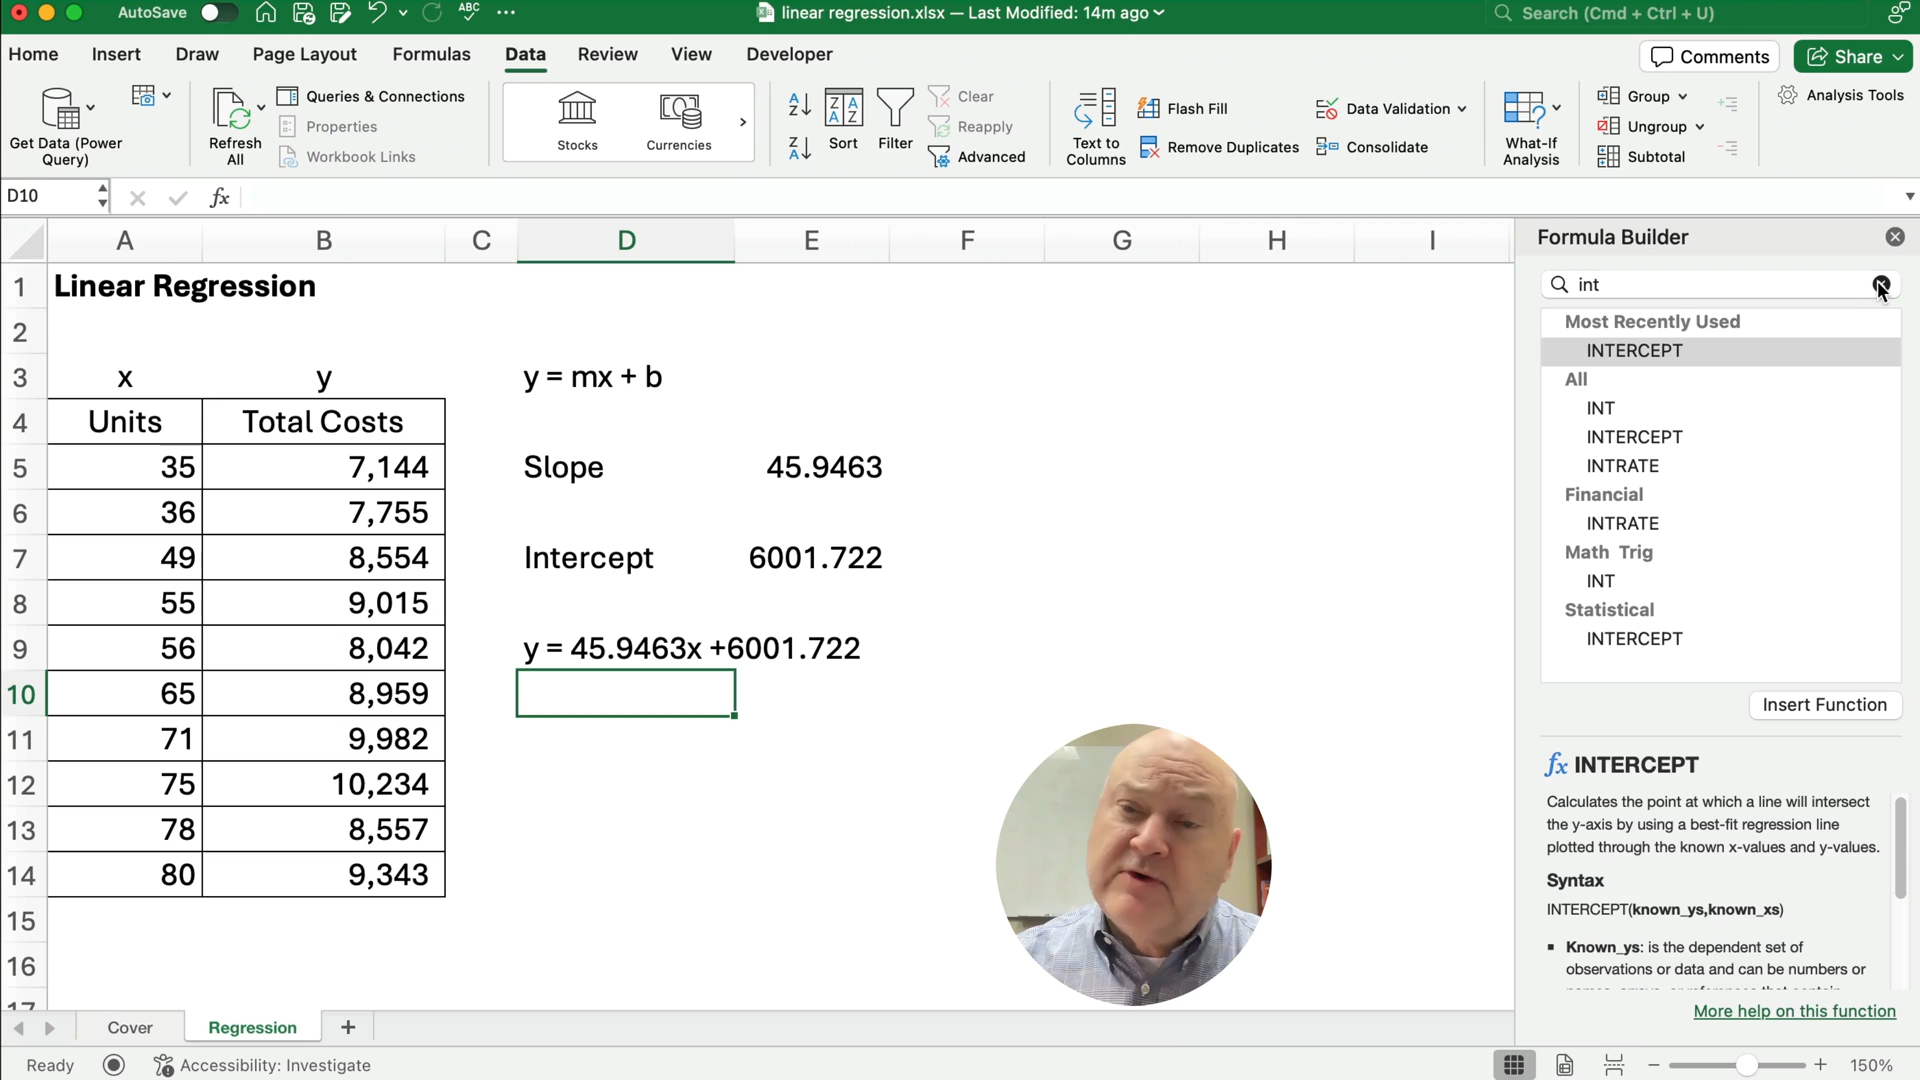 AutoSave
ABC
linear regression.xlsx — Last Modified: 14m ago
Search (Cmd + Ctrl + U)
Home Insert Draw Page Layout Formulas Data Review View Developer
Comments Share
Get Data (Power Query)
Refresh All
Queries & Connections
Properties
Workbook Links
Stocks
Currencies
Sort
Filter
Clear
Reapply
Advanced
Text to Columns
Flash Fill
Remove Duplicates
Data Validation
Consolidate
What-If Analysis
Group
Ungroup
Subtotal
Analysis Tools
D10
fx
A B C D E F G H I
1 Linear Regression
2
3 x y y = mx + b
4 Units Total Costs
5 35 7,144 Slope 45.9463
6 36 7,755
7 49 8,554 Intercept 6001.722
8 55 9,015
9 56 8,042 y = 45.9463x +6001.722
10 65 8,959
11 71 9,982
12 75 10,234
13 78 8,557
14 80 9,343
15
16
Formula Builder
int
Most Recently Used
INTERCEPT
All
INT
INTERCEPT
INTRATE
Financial
INTRATE
Math Trig
INT
Statistical
INTERCEPT
Insert Function
fx INTERCEPT
Calculates the point at which a line will intersect
the y-axis by using a best-fit regression line
plotted through the known x-values and y-values.
Syntax
INTERCEPT(known_ys,known_xs)
▪ Known_ys: is the dependent set of
observations or data and can be numbers or
More help on this function
Cover Regression +
Ready Accessibility: Investigate
150%